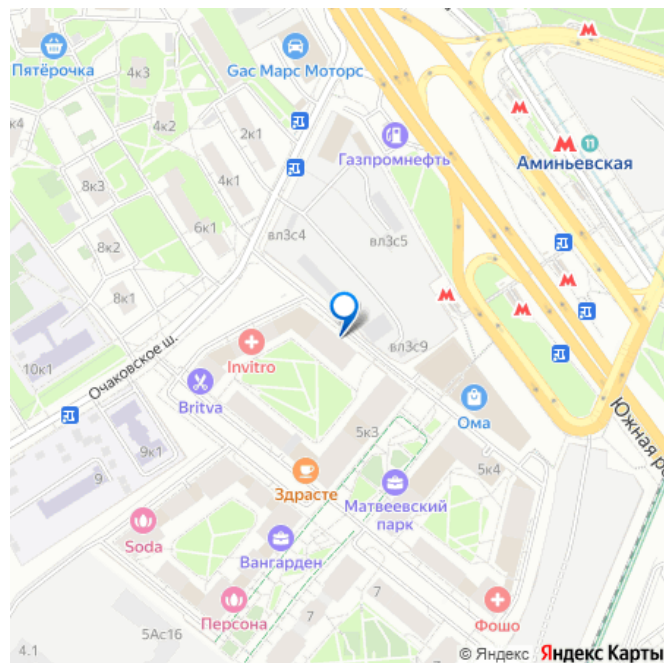 Пятёрочка
4к3
Gac Марс Моторс
к4
4к2
2к1
Газпромнефть
М
М
М
11
Аминьевская
4к1
8к3
6к1
вл3с4
вл3с5
8к2
8к1
М
М
М
вл3с9
10к1
Очаковское ш.
Invitro
Britva
Ома
Южная ро
5к3
5к4
9к1
9
Здрасте
Матвеевский
парк
Soda
Вангарден
Персона
7
7
Фошо
5Ас16
4.1
© Яндекс Яндекс Карты